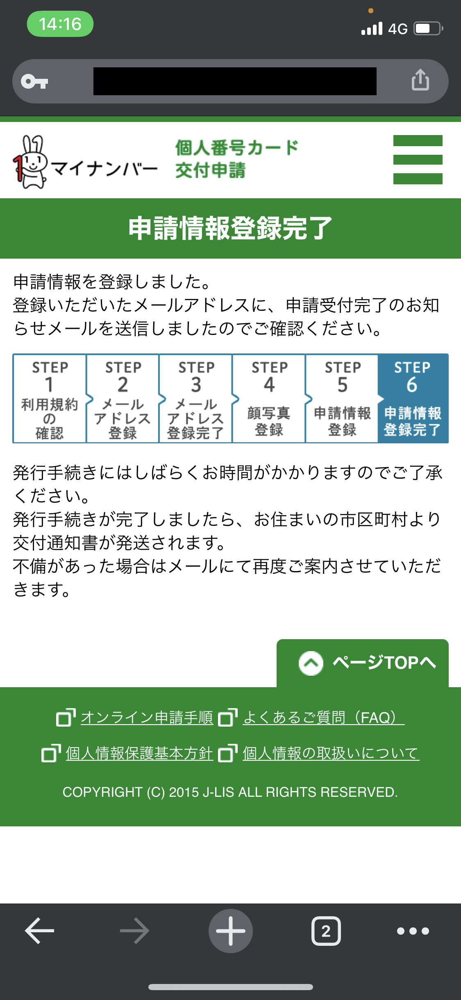 14:16
4G
マイナンバー
個人番号カード
交付申請
申請情報登録完了
申請情報を登録しました。
登録いただいたメールアドレスに、申請受付完了のお知
らせメールを送信しましたのでご確認ください。
STEP
1
利用規約
の
確認
STEP
2
メール
アドレス
登録
STEP
3
メール
アドレス
登録完了
STEP
4
顔写真
登録
STEP
5
申請情報
登録
STEP
6
申請情報
登録完了
発行手続きにはしばらくお時間がかかりますのでご了承
ください。
発行手続きが完了しましたら、お住まいの市区町村より
交付通知書が発送されます。
不備があった場合はメールにて再度ご案内させていただ
きます。
ページTOPへ
オンライン申請手順 よくあるご質問（FAQ）
個人情報保護基本方針 個人情報の取扱いについて
COPYRIGHT (C) 2015 J-LIS ALL RIGHTS RESERVED.
2